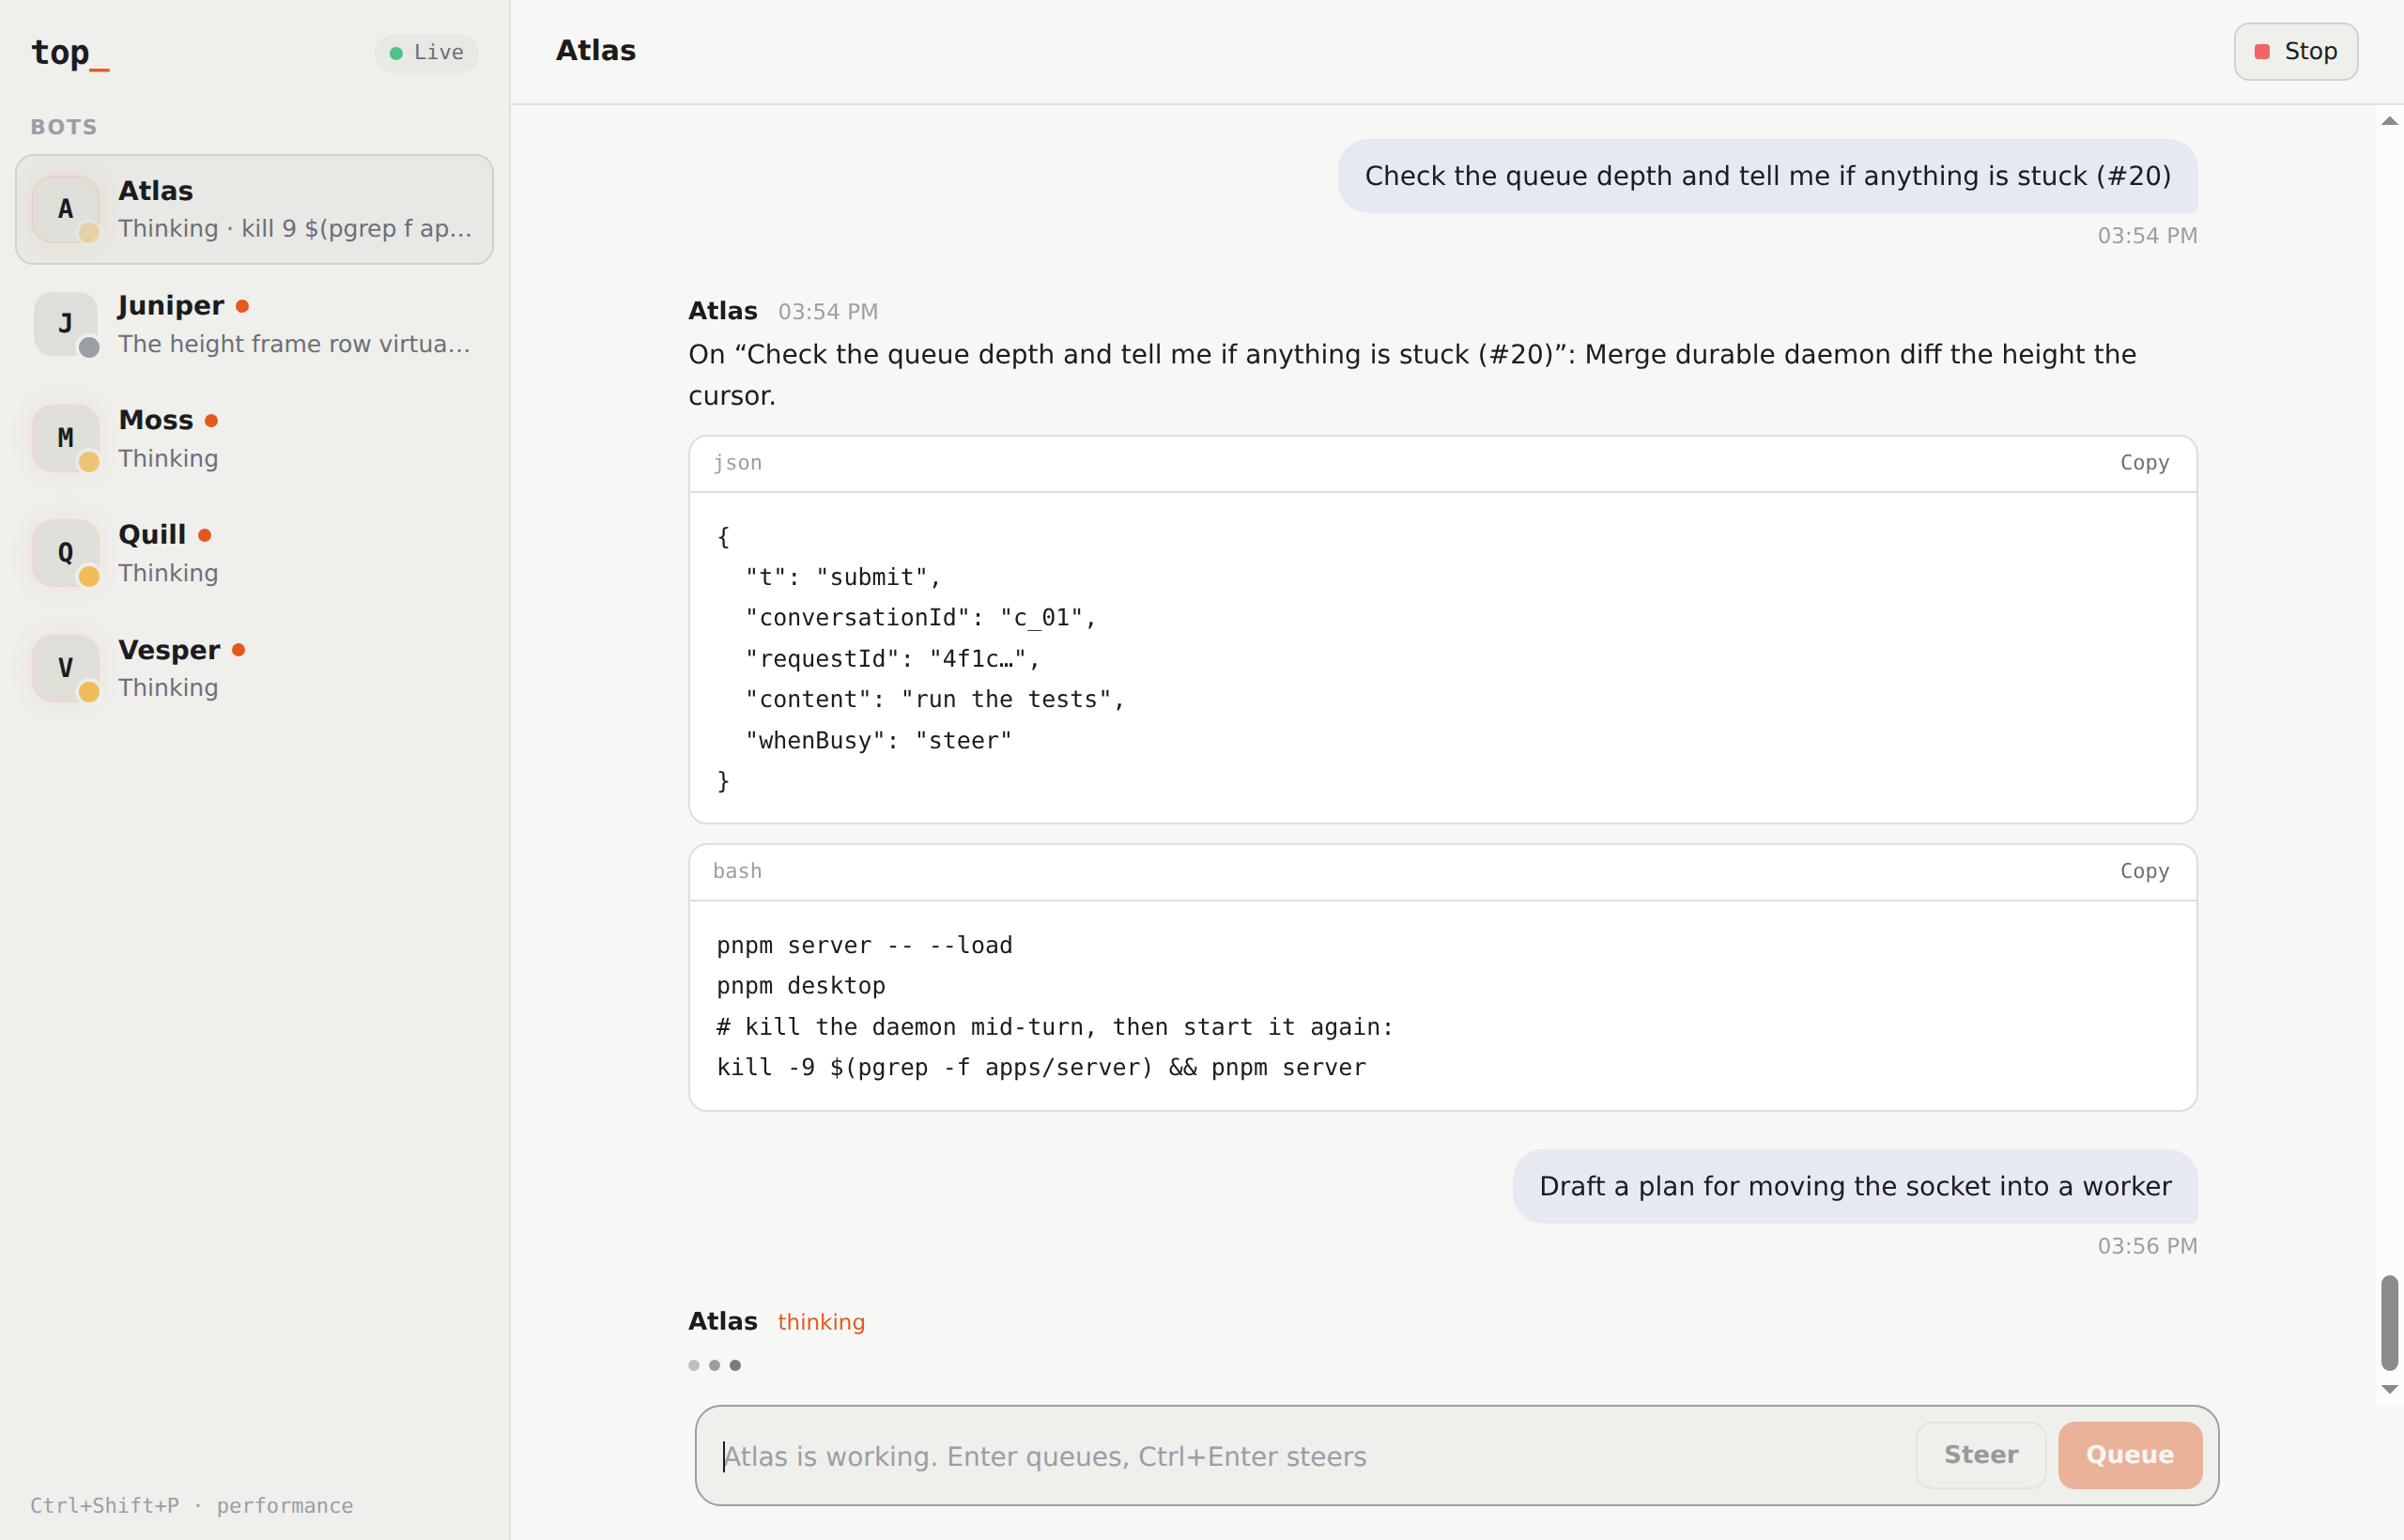 top_
Live
BOTS
A
Atlas
Thinking · kill 9 $(pgrep f ap...
J
Juniper
The height frame row virtua...
M
Moss
Thinking
Q
Quill
Thinking
V
Vesper
Thinking
Ctrl+Shift+P · performance
Atlas
Stop
Check the queue depth and tell me if anything is stuck (#20)
03:54 PM
Atlas 03:54 PM
On “Check the queue depth and tell me if anything is stuck (#20)”: Merge durable daemon diff the height the
cursor.
json Copy
{
  "t": "submit",
  "conversationId": "c_01",
  "requestId": "4f1c…",
  "content": "run the tests",
  "whenBusy": "steer"
}
bash Copy
pnpm server -- --load
pnpm desktop
# kill the daemon mid-turn, then start it again:
kill -9 $(pgrep -f apps/server) && pnpm server
Draft a plan for moving the socket into a worker
03:56 PM
Atlas thinking
Atlas is working. Enter queues, Ctrl+Enter steers
Steer
Queue